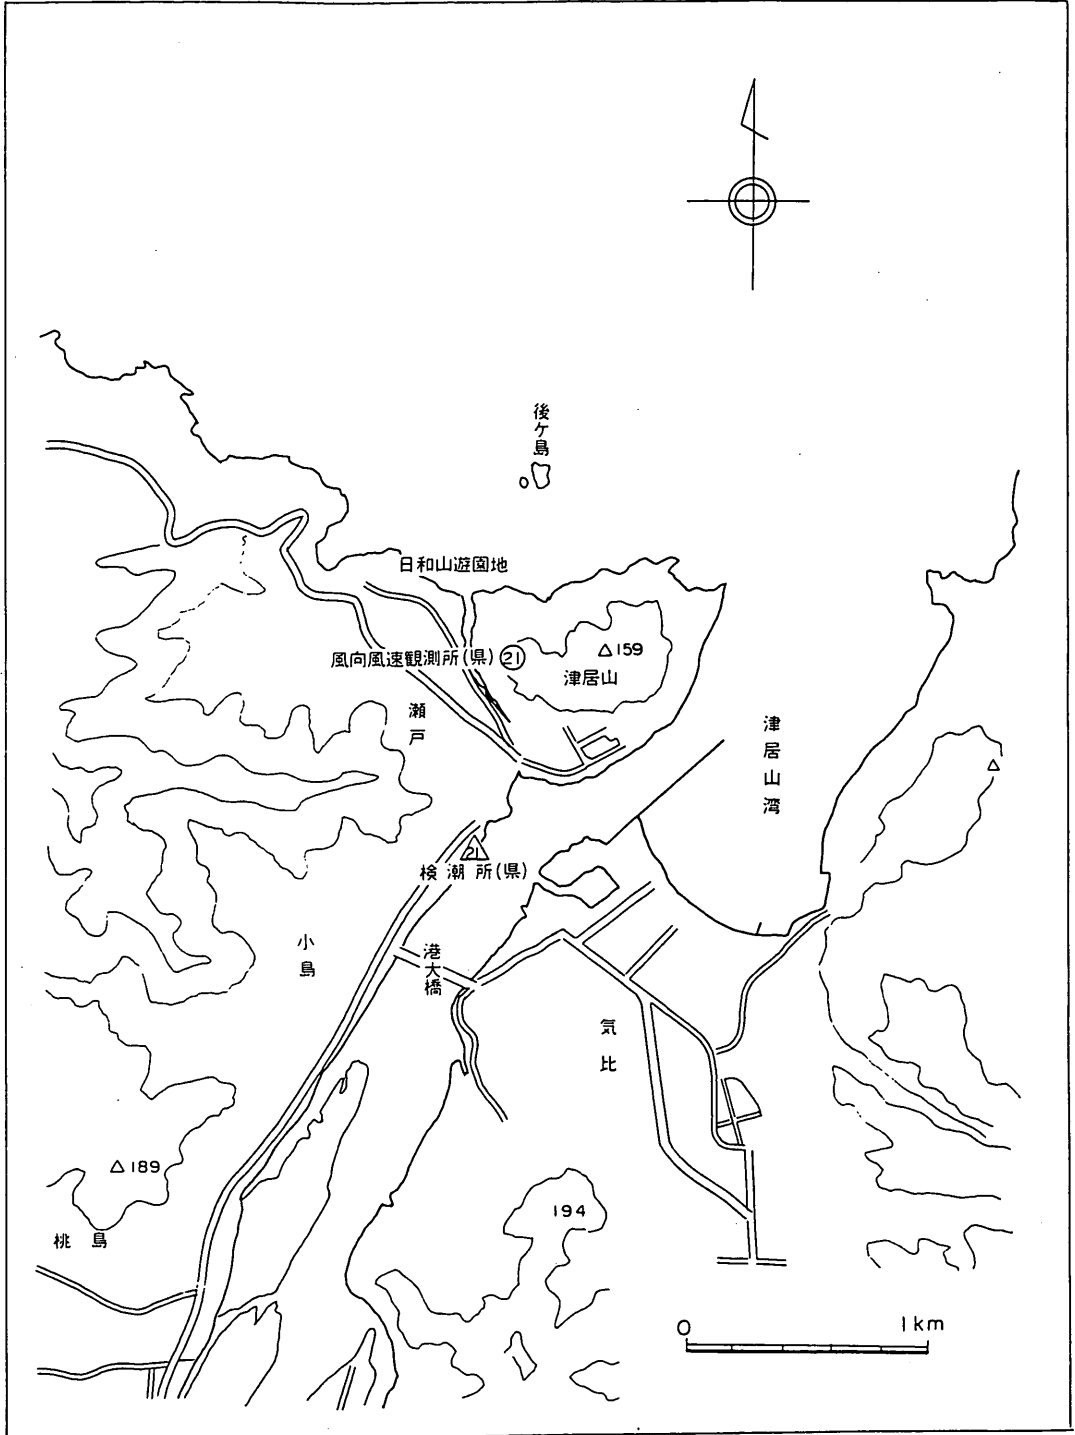 後ケ島
日和山遊園地
風向風速観測所(県) 21
△159
津居山
瀬戸
津居山湾
21
検潮所(県)
小島
港大橋
気比
△189
194
桃島
0 1km